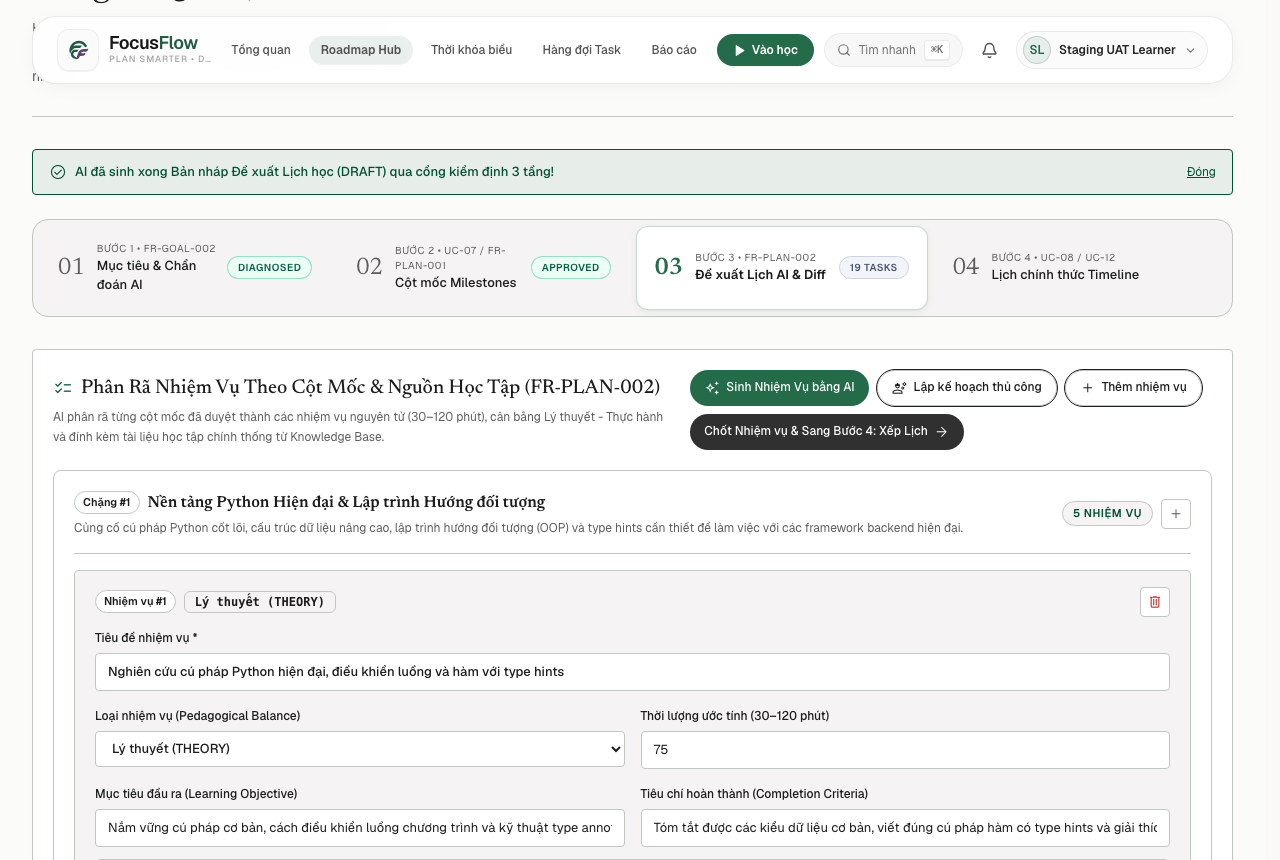 FocusFlow
PLAN SMARTER • D...
Tổng quan
Roadmap Hub
Thời khóa biểu
Hàng đợi Task
Báo cáo
Vào học
Tìm nhanh
⌘K
SL
Staging UAT Learner
AI đã sinh xong Bản nháp Đề xuất Lịch học (DRAFT) qua cổng kiểm định 3 tầng!
Đóng
01
BƯỚC 1 • FR-GOAL-002
Mục tiêu & Chẩn
đoán AI
DIAGNOSED
02
BƯỚC 2 • UC-07 / FR-
PLAN-001
Cột mốc Milestones
APPROVED
03
BƯỚC 3 • FR-PLAN-002
Đề xuất Lịch AI & Diff
19 TASKS
04
BƯỚC 4 • UC-08 / UC-12
Lịch chính thức Timeline
Phân Rã Nhiệm Vụ Theo Cột Mốc & Nguồn Học Tập (FR-PLAN-002)
AI phân rã từng cột mốc đã duyệt thành các nhiệm vụ nguyên tử (30–120 phút), cân bằng Lý thuyết - Thực hành
và đính kèm tài liệu học tập chính thống từ Knowledge Base.
Sinh Nhiệm Vụ bằng AI
Lập kế hoạch thủ công
Thêm nhiệm vụ
Chốt Nhiệm vụ & Sang Bước 4: Xếp Lịch
Chặng #1
Nền tảng Python Hiện đại & Lập trình Hướng đối tượng
Củng cố cú pháp Python cốt lõi, cấu trúc dữ liệu nâng cao, lập trình hướng đối tượng (OOP) và type hints cần thiết để làm việc với các framework backend hiện đại.
5 NHIỆM VỤ
Nhiệm vụ #1
Lý thuyết (THEORY)
Tiêu đề nhiệm vụ *
Nghiên cứu cú pháp Python hiện đại, điều khiển luồng và hàm với type hints
Loại nhiệm vụ (Pedagogical Balance)
Thời lượng ước tính (30–120 phút)
Lý thuyết (THEORY)
75
Mục tiêu đầu ra (Learning Objective)
Tiêu chí hoàn thành (Completion Criteria)
Nắm vững cú pháp cơ bản, cách điều khiển luồng chương trình và kỹ thuật type anno
Tóm tắt được các kiểu dữ liệu cơ bản, viết đúng cú pháp hàm có type hints và giải thíc